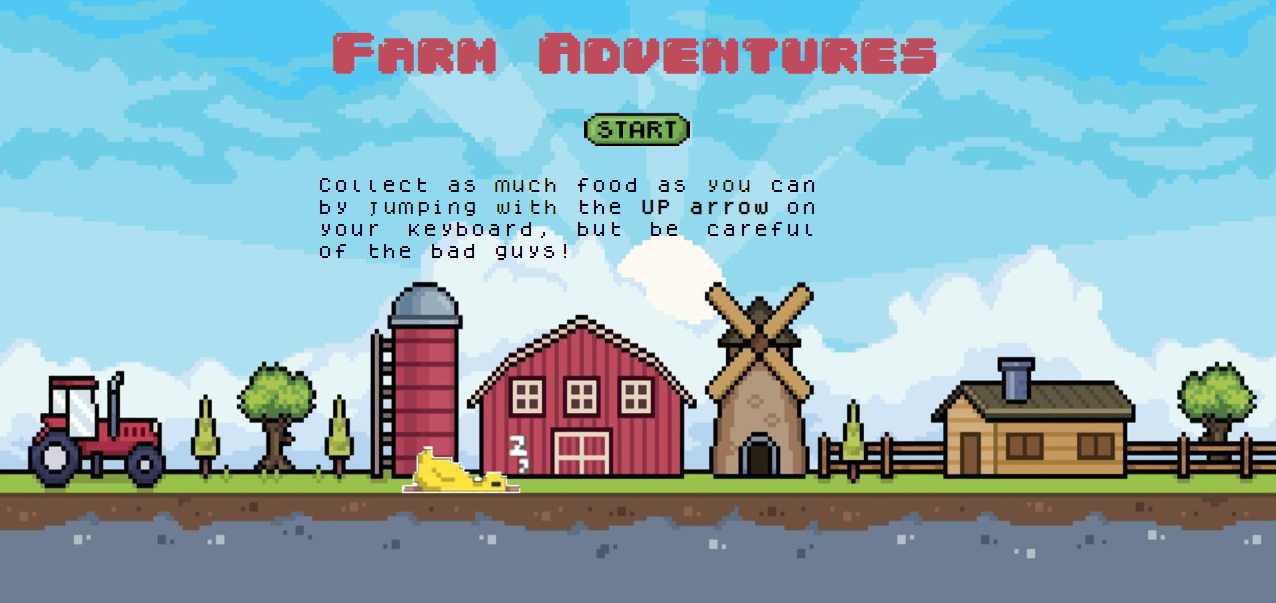 Farm Adventures
START
Collect as much food as you can
by jumping with the UP arrow on
your keyboard, but be careful
of the bad guys!